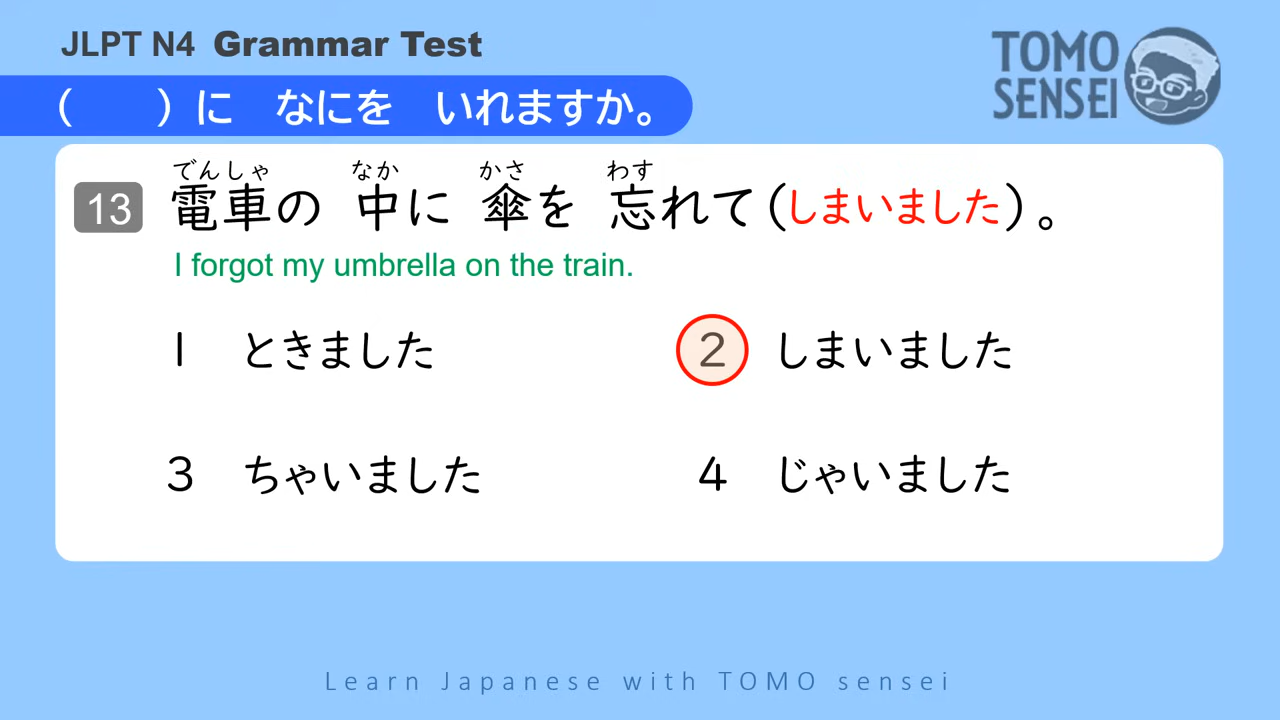 JLPT N4 Grammar Test
TOMO
SENSEI
（　　）に　なにを　いれますか。
でんしゃ なか かさ わす
13 電車の 中に 傘を 忘れて(しまいました)。
I forgot my umbrella on the train.
1 ときました 2 しまいました
3 ちゃいました 4 じゃいました
Learn Japanese with TOMO sensei